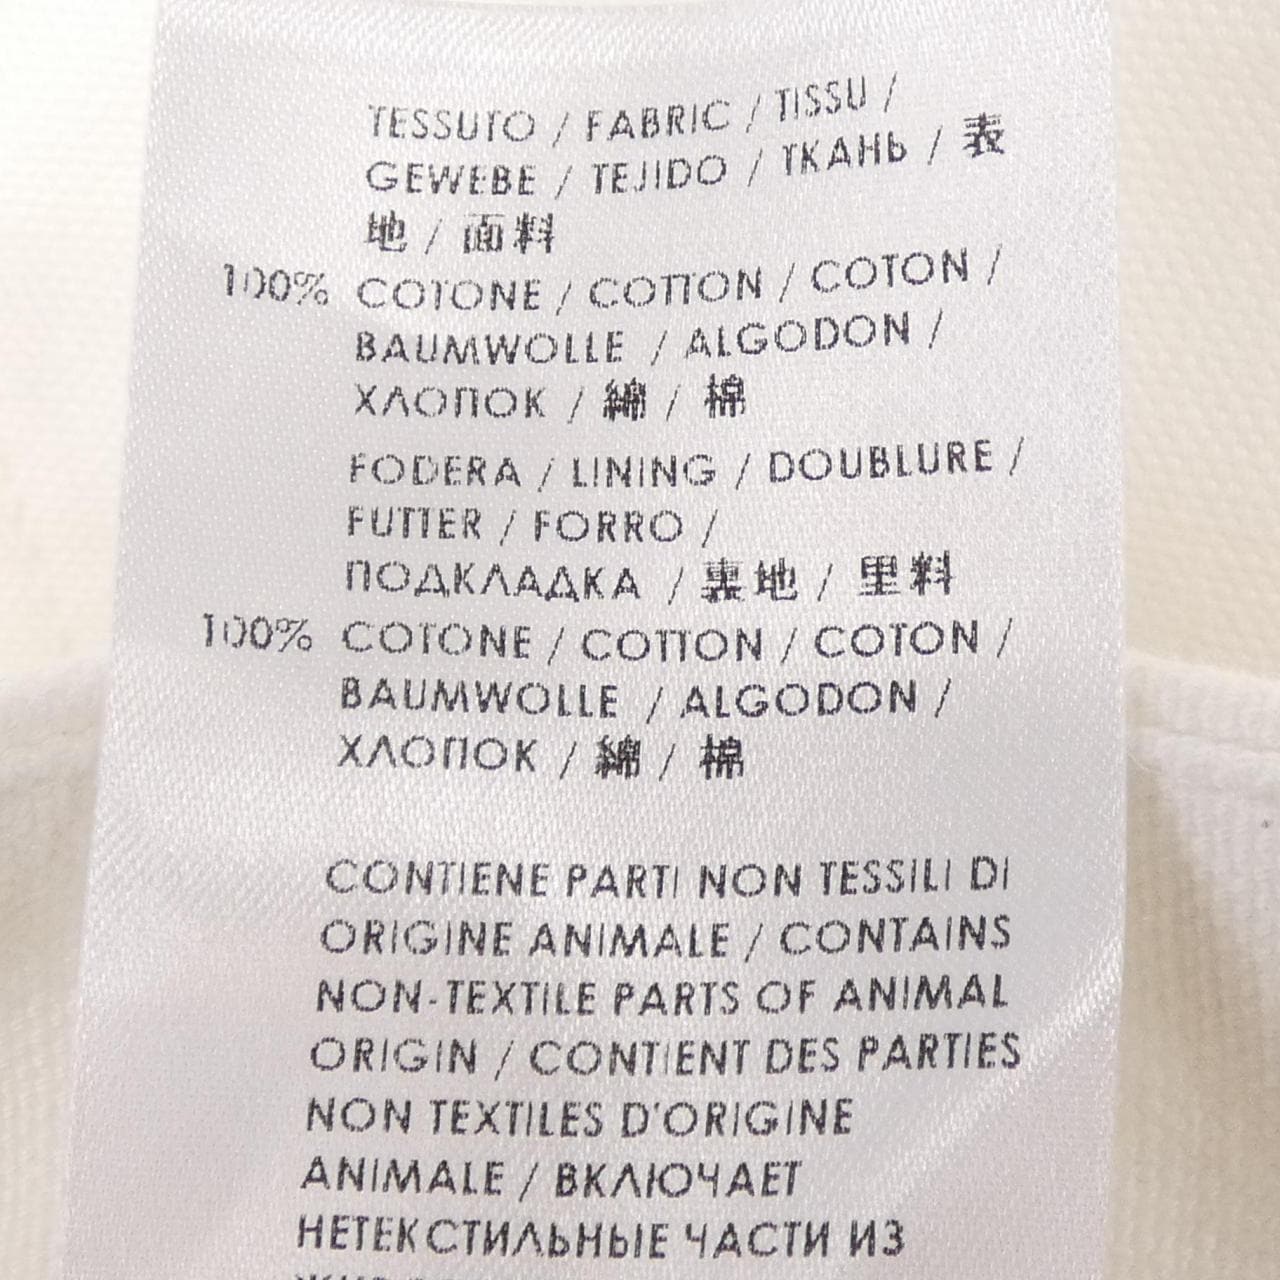 TESSUTO / FABRIC / TISSU /
GEWEBE / TEJIDO / ТКАНЬ / 表
地 / 面料
100% COTONE / COTTON / COTON /
BAUMWOLLE / ALGODON /
ХЛОПОК / 綿 / 棉
FODERA / LINING / DOUBLURE /
FUTTER / FORRO /
ПОДКЛАДКА / 裏地 / 里料
100% COTONE / COTTON / COTON /
BAUMWOLLE / ALGODON /
ХЛОПОК / 綿 / 棉
CONTIENE PARTI NON TESSILI DI
ORIGINE ANIMALE / CONTAINS
NON-TEXTILE PARTS OF ANIMAL
ORIGIN / CONTIENT DES PARTIES
NON TEXTILES D'ORIGINE
ANIMALE / ВКЛЮЧАЕТ
НЕТЕКСТИЛЬНЫЕ ЧАСТИ ИЗ